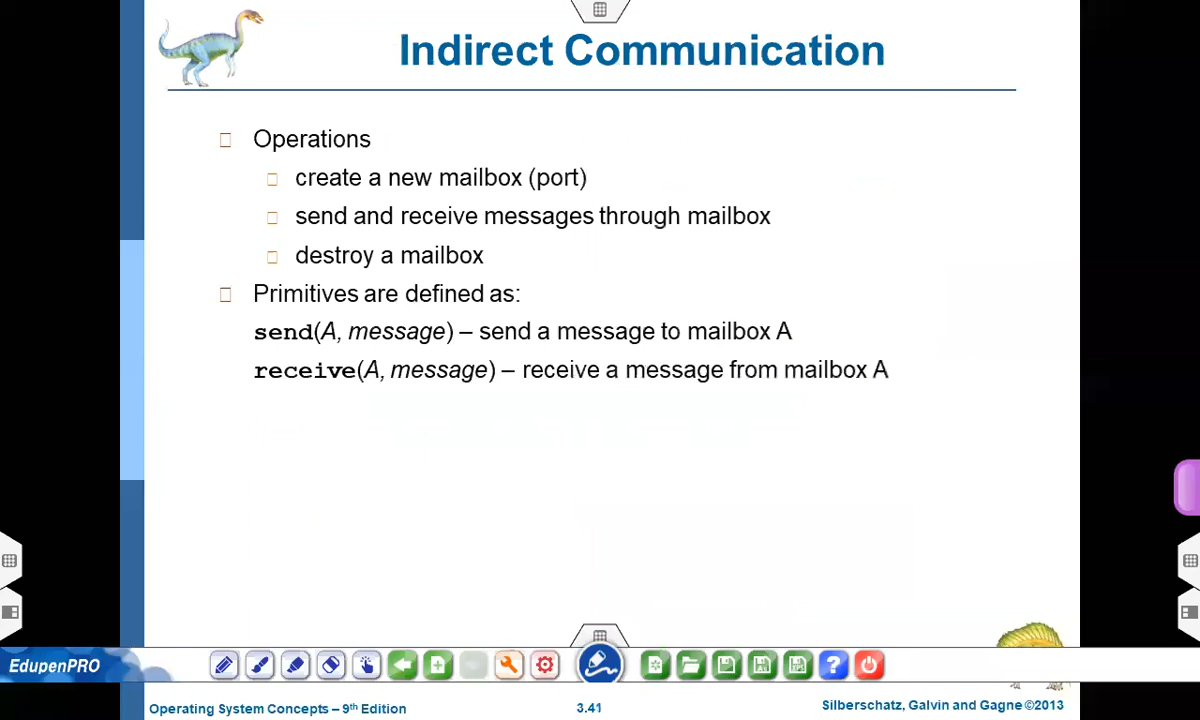 Indirect Communication
Operations
create a new mailbox (port)
send and receive messages through mailbox
destroy a mailbox
Primitives are defined as:
send(A, message) – send a message to mailbox A
receive(A, message) – receive a message from mailbox A
EdupenPRO
Operating System Concepts – 9th Edition
3.41
Silberschatz, Galvin and Gagne ©2013